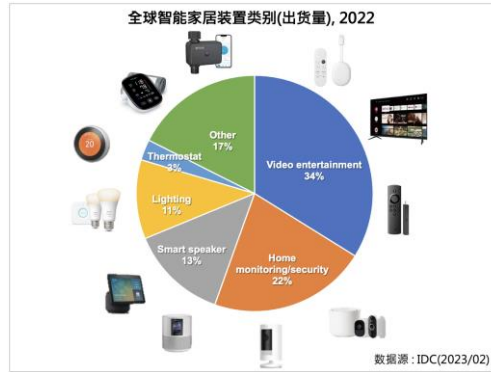 全球智能家居装置类别(出货量), 2022
Other
17%
Video entertainment
34%
Thermostat
3%
Lighting
11%
Smart speaker
13%
Home
monitoring/security
22%
20
数据源 : IDC(2023/02)